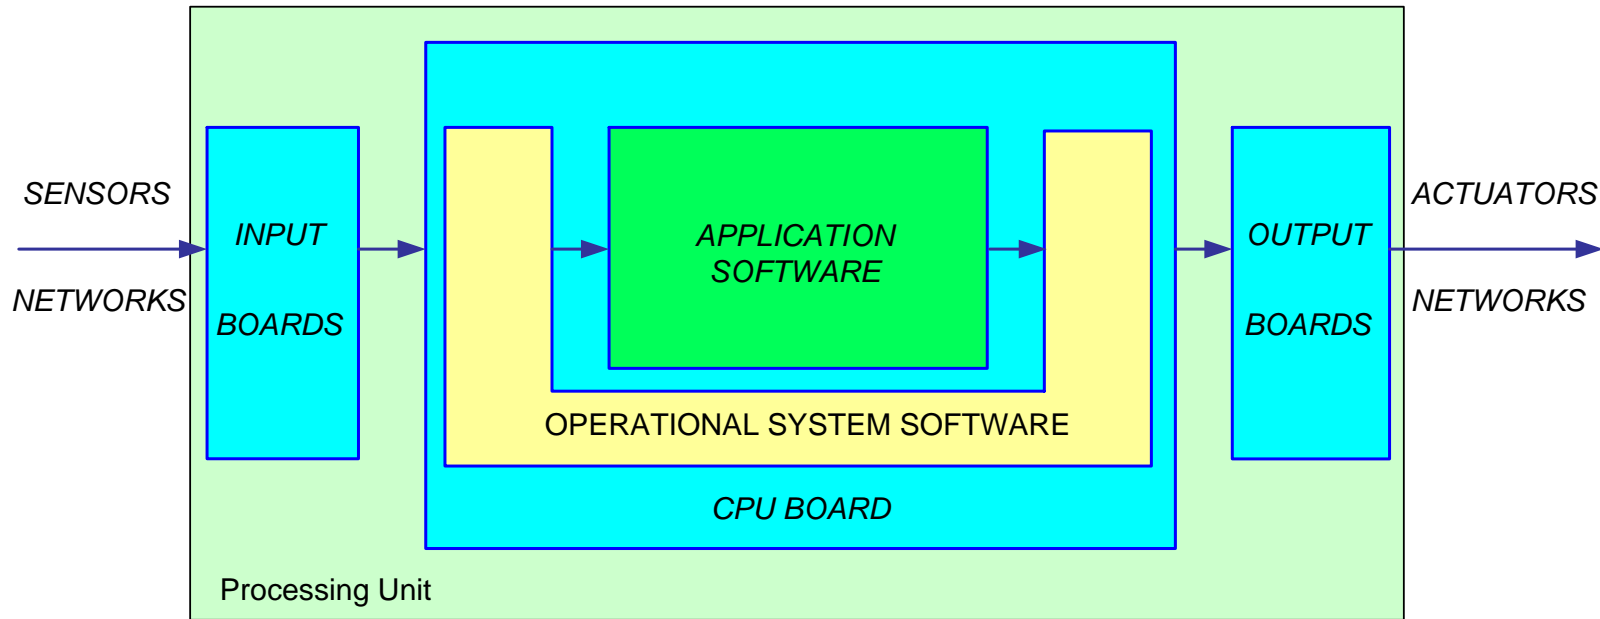 SENSORS
NETWORKS
INPUT
BOARDS
APPLICATION
SOFTWARE
OPERATIONAL SYSTEM SOFTWARE
CPU BOARD
OUTPUT
BOARDS
ACTUATORS
NETWORKS
Processing Unit